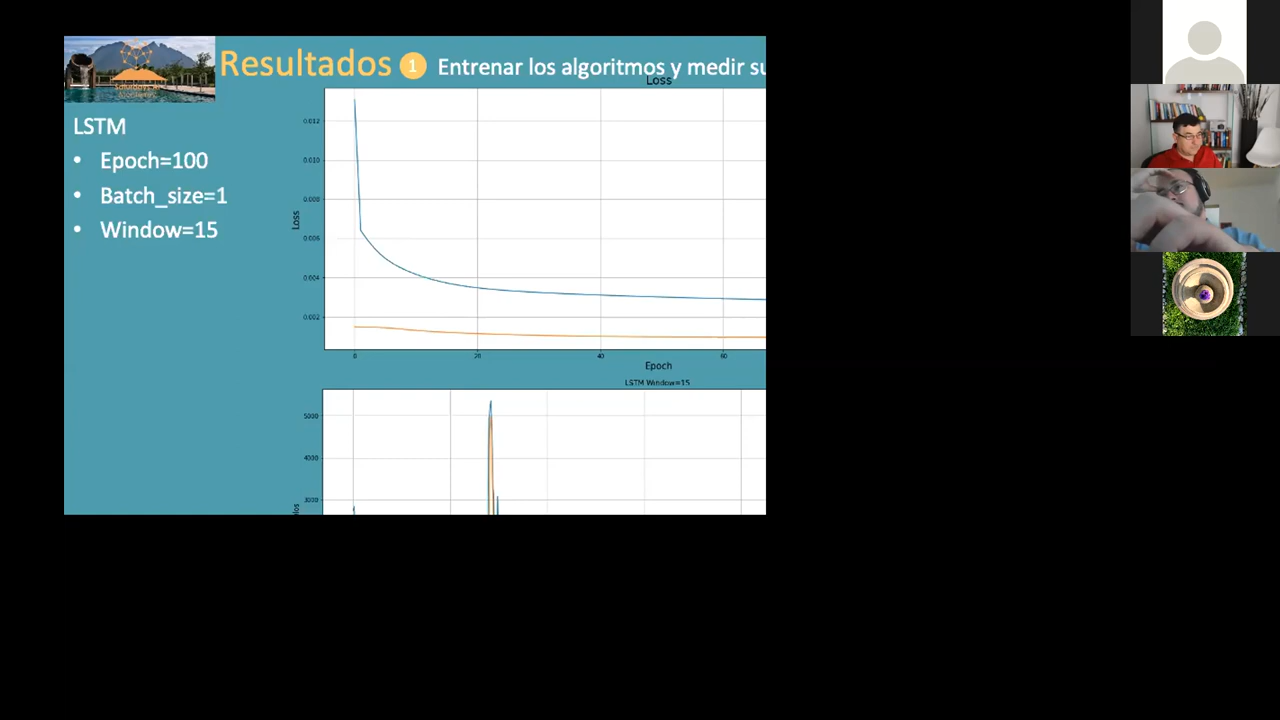 Resultados 1 Entrenar los algoritmos y medir su
LSTM
• Epoch=100
• Batch_size=1
• Window=15
Loss
0.012
0.010
0.008
0.006
0.004
0.002
Loss
0 20 40 60
Epoch
LSTM Window=15
5000
4000
3000